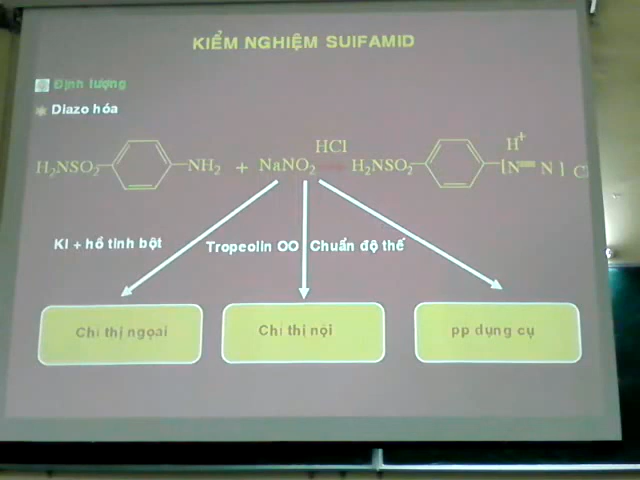 KIỂM NGHIỆM SUIFAMID
Định lượng
Diazo hóa
H₂NSO₂ NH₂ + NaNO₂ HCl H₂NSO₂ H⁺ [N≡N] C
KI + hồ tinh bột
Tropeolin OO
Chuẩn độ thế
Chỉ thị ngoại
Chỉ thị nội
pp dụng cụ